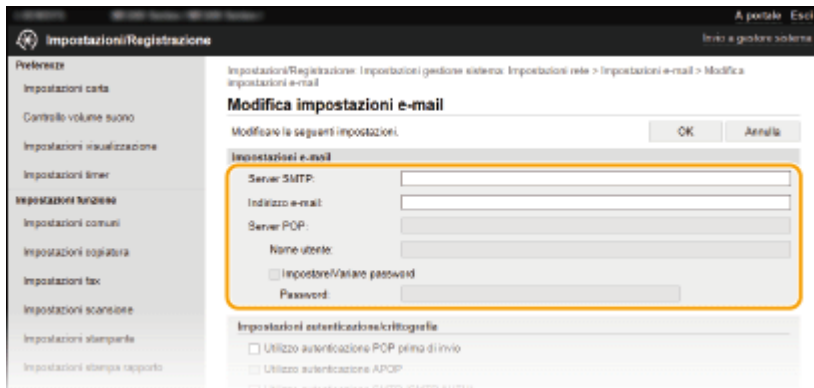 A portale Esci
Impostazioni/Registrazione
Invio a gestore sistema
Preferenze
Impostazioni carta
Controllo volume suono
Impostazioni visualizzazione
Impostazioni timer
Impostazioni funzione
Impostazioni comuni
Impostazioni copiatura
Impostazioni fax
Impostazioni scansione
Impostazioni stampante
Impostazioni stampa rapporto
Impostazioni/Registrazione: Impostazioni gestione sistema: Impostazioni rete > Impostazioni e-mail > Modifica
impostazioni e-mail
Modifica impostazioni e-mail
Modificare le seguenti impostazioni.
OK
Annulla
Impostazioni e-mail
Server SMTP:
Indirizzo e-mail:
Server POP:
Nome utente:
Impostare/Variare password
Password:
Impostazioni autenticazione/crittografia
Utilizzo autenticazione POP prima di invio
Utilizzo autenticazione APOP